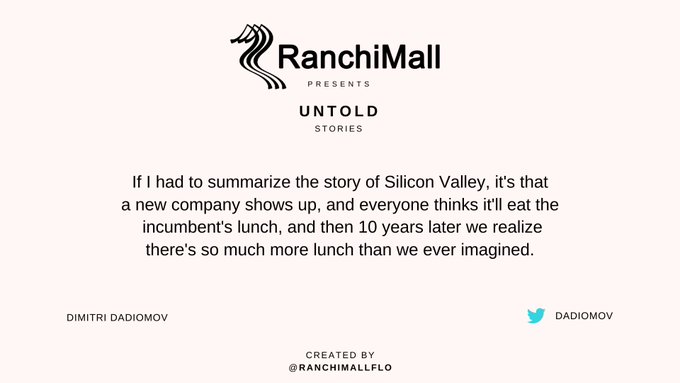 RanchiMall
PRESENTS
UNTOLD
STORIES
If I had to summarize the story of Silicon Valley, it's that
a new company shows up, and everyone thinks it'll eat the
incumbent's lunch, and then 10 years later we realize
there's so much more lunch than we ever imagined.
DIMITRI DADIOMOV
DADIOMOV
CREATED BY
@RANCHIMALLFLO